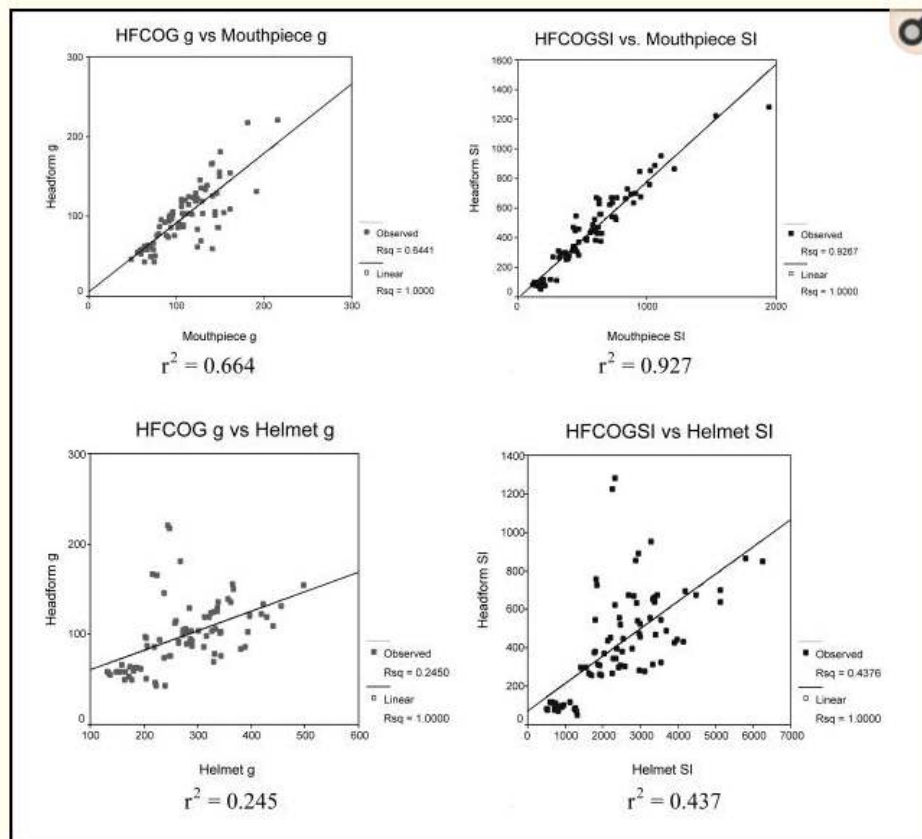 HFCOG g vs Mouthpiece g
300
200
100
0
Headform g
0 100 200 300
Mouthpiece g
Observed
Rsq = 0.6441
Linear
Rsq = 1.0000
r² = 0.664
HFCOGSI vs. Mouthpiece SI
1600
1400
1200
1000
800
600
400
200
0
Headform SI
0 1000 2000
Mouthpiece SI
Observed
Rsq = 0.9267
Linear
Rsq = 1.0000
r² = 0.927
HFCOG g vs Helmet g
300
200
100
0
Headform g
100 200 300 400 500 600
Helmet g
Observed
Rsq = 0.2450
Linear
Rsq = 1.0000
r² = 0.245
HFCOGSI vs Helmet SI
1400
1200
1000
800
600
400
200
0
Headform SI
0 1000 2000 3000 4000 5000 6000 7000
Helmet SI
Observed
Rsq = 0.4376
Linear
Rsq = 1.0000
r² = 0.437